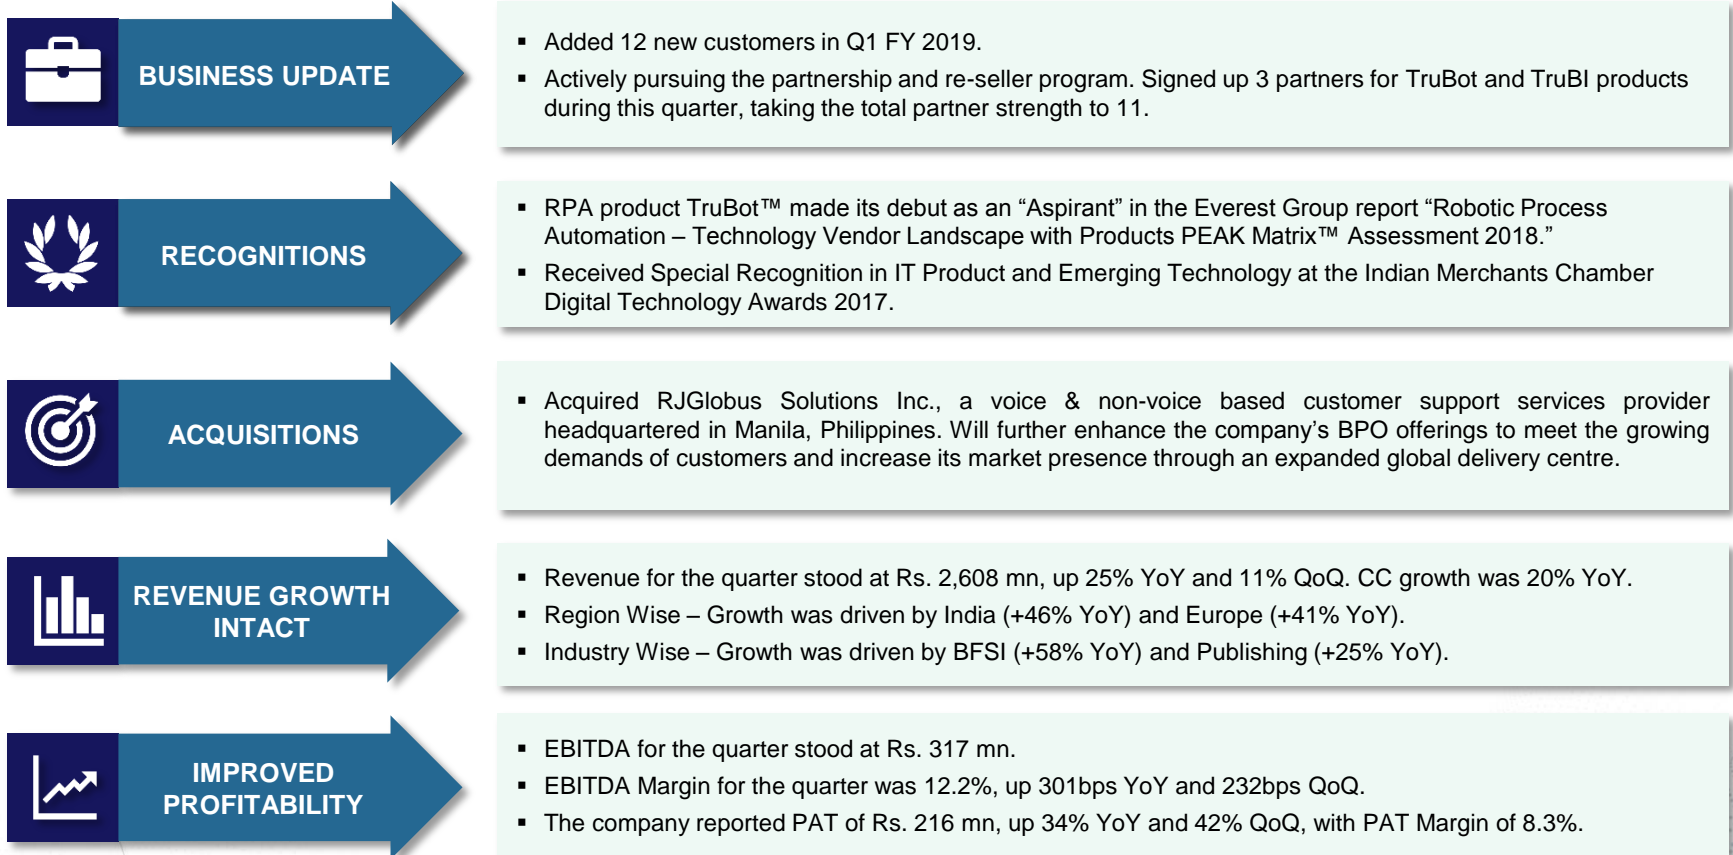 BUSINESS UPDATE
▪ Added 12 new customers in Q1 FY 2019.
▪ Actively pursuing the partnership and re-seller program. Signed up 3 partners for TruBot and TruBI products
during this quarter, taking the total partner strength to 11.
RECOGNITIONS
▪ RPA product TruBot™ made its debut as an “Aspirant” in the Everest Group report “Robotic Process
Automation – Technology Vendor Landscape with Products PEAK Matrix™ Assessment 2018.”
▪ Received Special Recognition in IT Product and Emerging Technology at the Indian Merchants Chamber
Digital Technology Awards 2017.
ACQUISITIONS
▪ Acquired RJGlobus Solutions Inc., a voice & non-voice based customer support services provider
headquartered in Manila, Philippines. Will further enhance the company’s BPO offerings to meet the growing
demands of customers and increase its market presence through an expanded global delivery centre.
REVENUE GROWTH
INTACT
▪ Revenue for the quarter stood at Rs. 2,608 mn, up 25% YoY and 11% QoQ. CC growth was 20% YoY.
▪ Region Wise – Growth was driven by India (+46% YoY) and Europe (+41% YoY).
▪ Industry Wise – Growth was driven by BFSI (+58% YoY) and Publishing (+25% YoY).
IMPROVED
PROFITABILITY
▪ EBITDA for the quarter stood at Rs. 317 mn.
▪ EBITDA Margin for the quarter was 12.2%, up 301bps YoY and 232bps QoQ.
▪ The company reported PAT of Rs. 216 mn, up 34% YoY and 42% QoQ, with PAT Margin of 8.3%.